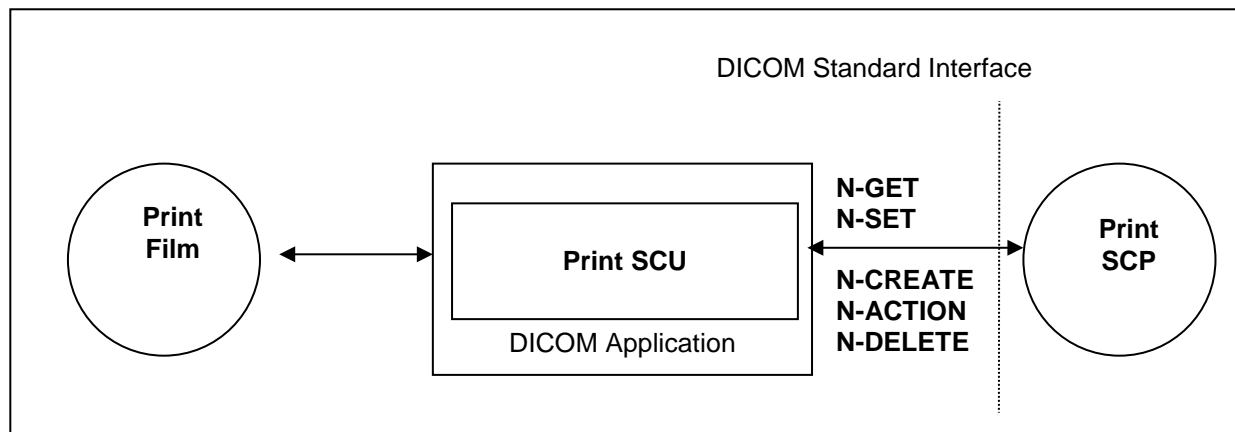 DICOM Standard Interface
Print
Film
Print SCU
DICOM Application
N-GET
N-SET
N-CREATE
N-ACTION
N-DELETE
Print
SCP